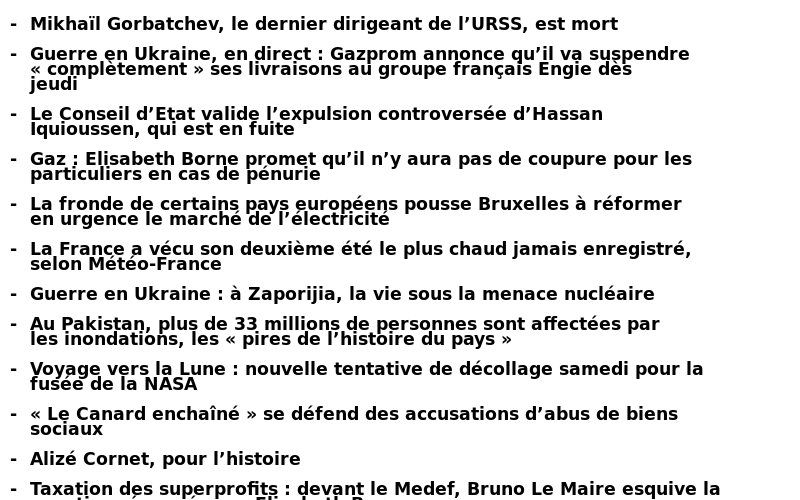 - Mikhaïl Gorbatchev, le dernier dirigeant de l’URSS, est mort
- Guerre en Ukraine, en direct : Gazprom annonce qu’il va suspendre
« complètement » ses livraisons au groupe français Engie dès
jeudi
- Le Conseil d’Etat valide l’expulsion controversée d’Hassan
Iquioussen, qui est en fuite
- Gaz : Elisabeth Borne promet qu’il n’y aura pas de coupure pour les
particuliers en cas de pénurie
- La fronde de certains pays européens pousse Bruxelles à réformer
en urgence le marché de l’électricité
- La France a vécu son deuxième été le plus chaud jamais enregistré,
selon Météo-France
- Guerre en Ukraine : à Zaporijia, la vie sous la menace nucléaire
- Au Pakistan, plus de 33 millions de personnes sont affectées par
les inondations, les « pires de l’histoire du pays »
- Voyage vers la Lune : nouvelle tentative de décollage samedi pour la
fusée de la NASA
- « Le Canard enchaîné » se défend des accusations d’abus de biens
sociaux
- Alizé Cornet, pour l’histoire
- Taxation des superprofits : devant le Medef, Bruno Le Maire esquive la